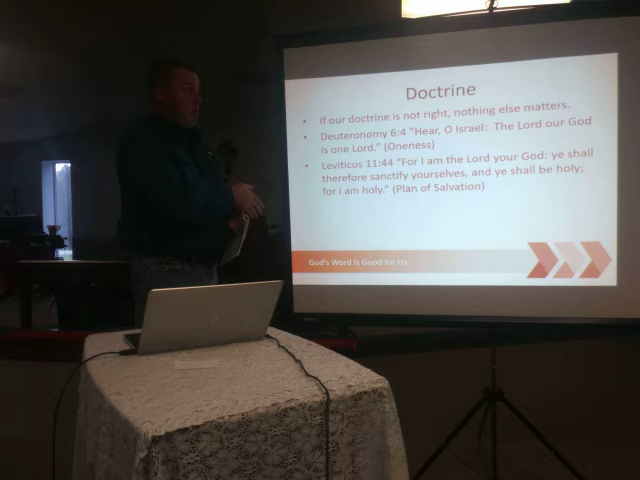 Doctrine
• If our doctrine is not right, nothing else matters.
• Deuteronomy 6:4 "Hear, O Israel: The Lord our God
is one Lord." (Oneness)
• Leviticus 11:44 "For I am the Lord your God: ye shall
therefore sanctify yourselves, and ye shall be holy;
for I am holy." (Plan of Salvation)
God's Word is Good for Us